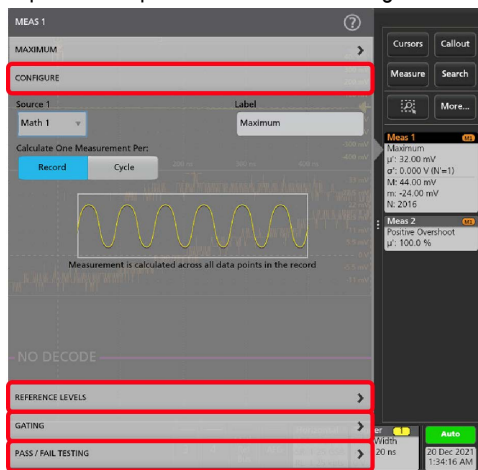 MEAS 1
MAXIMUM
CONFIGURE
Source 1
Label
Math 1
Maximum
Calculate One Measurement Per:
Record
Cycle
Measurement is calculated across all data points in the record
NO DECODE
REFERENCE LEVELS
GATING
PASS / FAIL TESTING
Cursors
Callout
Measure
Search
More...
Meas 1
M1
Maximum
µ': 32.00 mV
σ': 0.000 V (N'=1)
M: 44.00 mV
m: -24.00 mV
N: 2016
Meas 2
M1
Positive Overshoot
µ': 100.0 %
Width
20 ns
Auto
20 Dec 2021
1:34:16 AM